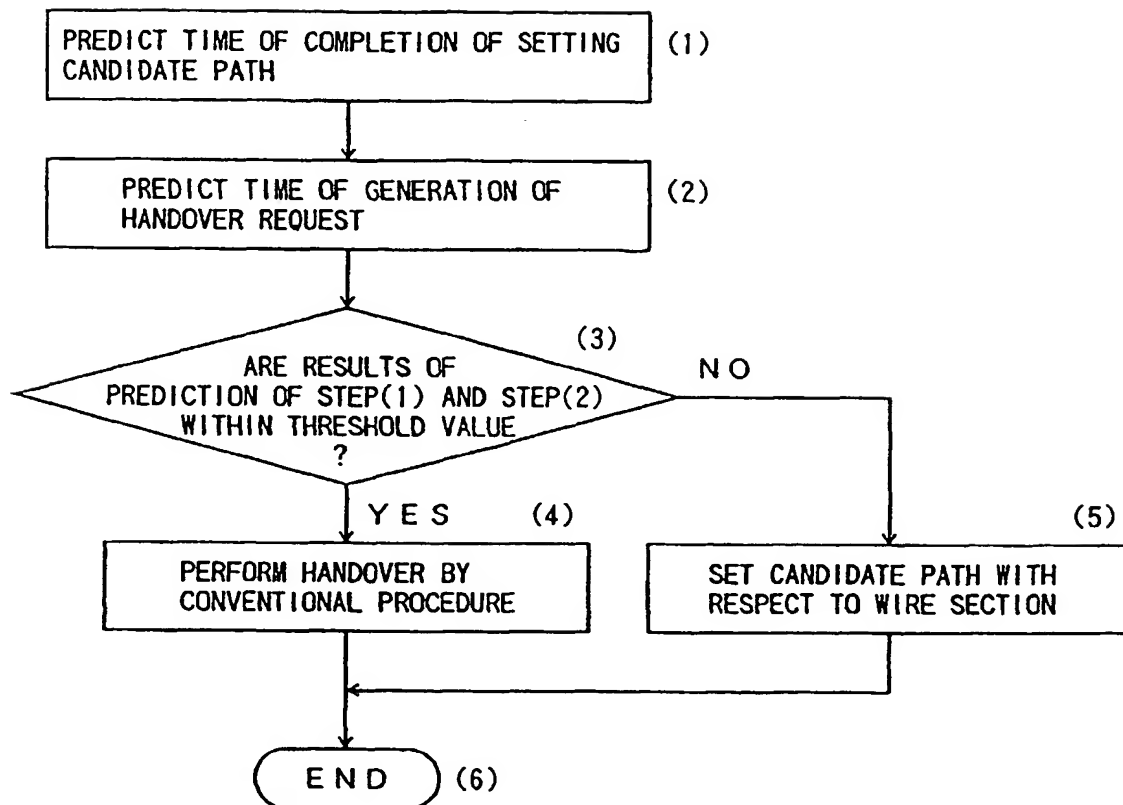 PREDICT TIME OF COMPLETION OF SETTING
CANDIDATE PATH
(1)
PREDICT TIME OF GENERATION OF
HANDOVER REQUEST
(2)
(3)
ARE RESULTS OF
PREDICTION OF STEP(1) AND STEP(2)
WITHIN THRESHOLD VALUE
?
NO
YES
(4)
(5)
PERFORM HANDOVER BY
CONVENTIONAL PROCEDURE
SET CANDIDATE PATH WITH
RESPECT TO WIRE SECTION
END
(6)